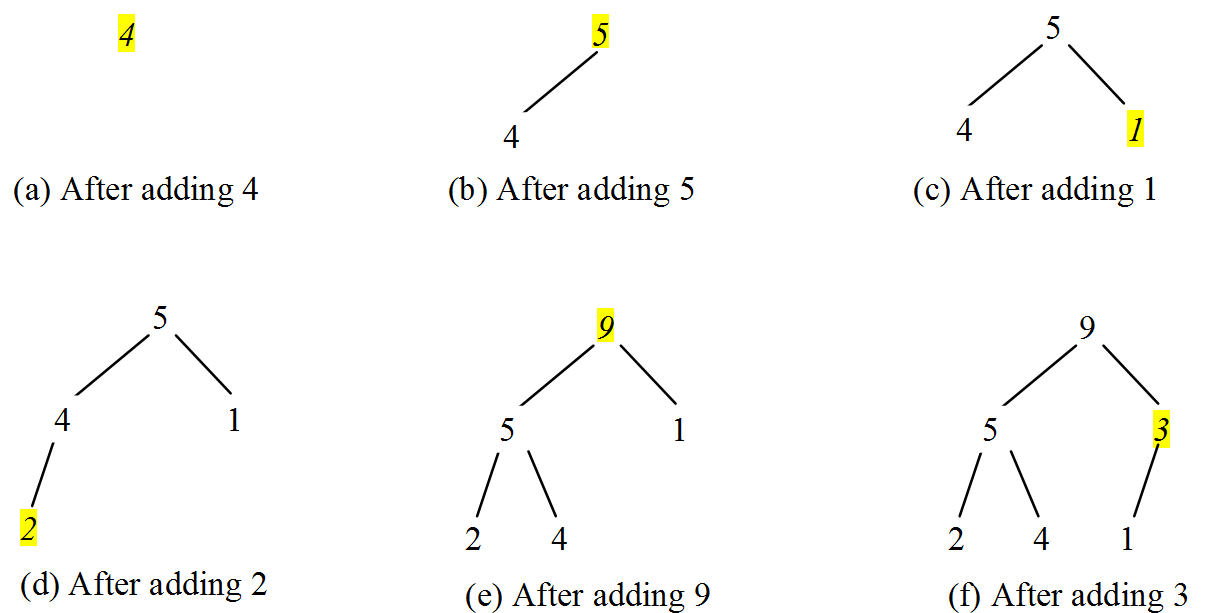 4
5
4
5
4 1
(a) After adding 4
(b) After adding 5
(c) After adding 1
5
4 1
2
9
5 1
2 4
9
5 3
2 4 1
(d) After adding 2
(e) After adding 9
(f) After adding 3